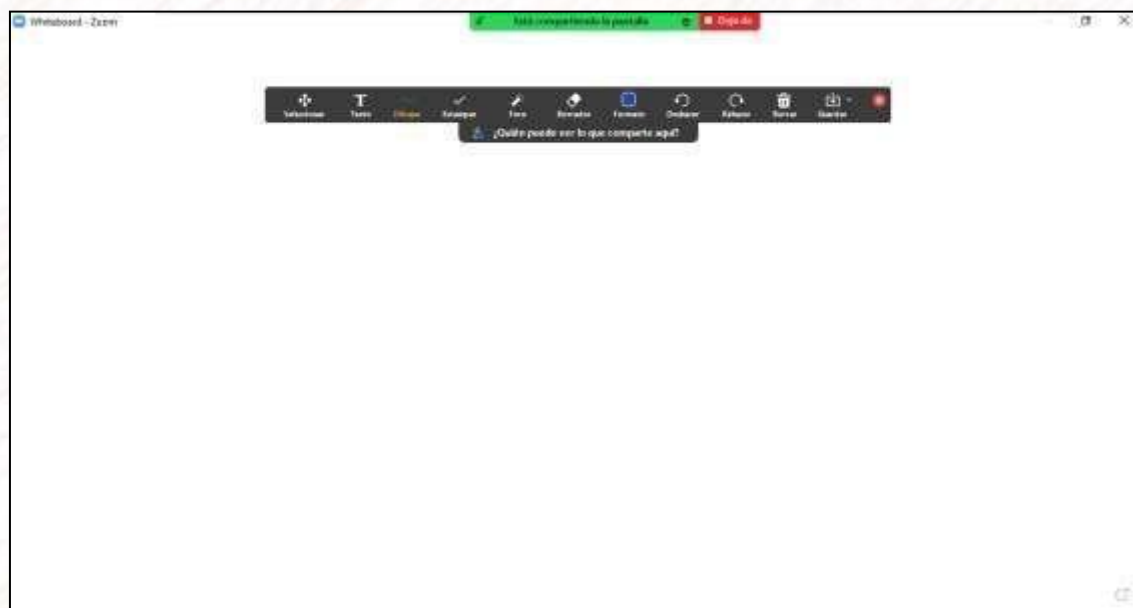 Whiteboard - Zoom
Está compartiendo la pantalla
Deja de
Seleccionar Texto Dibujar Estampar Foco Borrador Formato Deshacer Rehacer Borrar Guardar
¿Quién puede ver lo que comparte aquí?